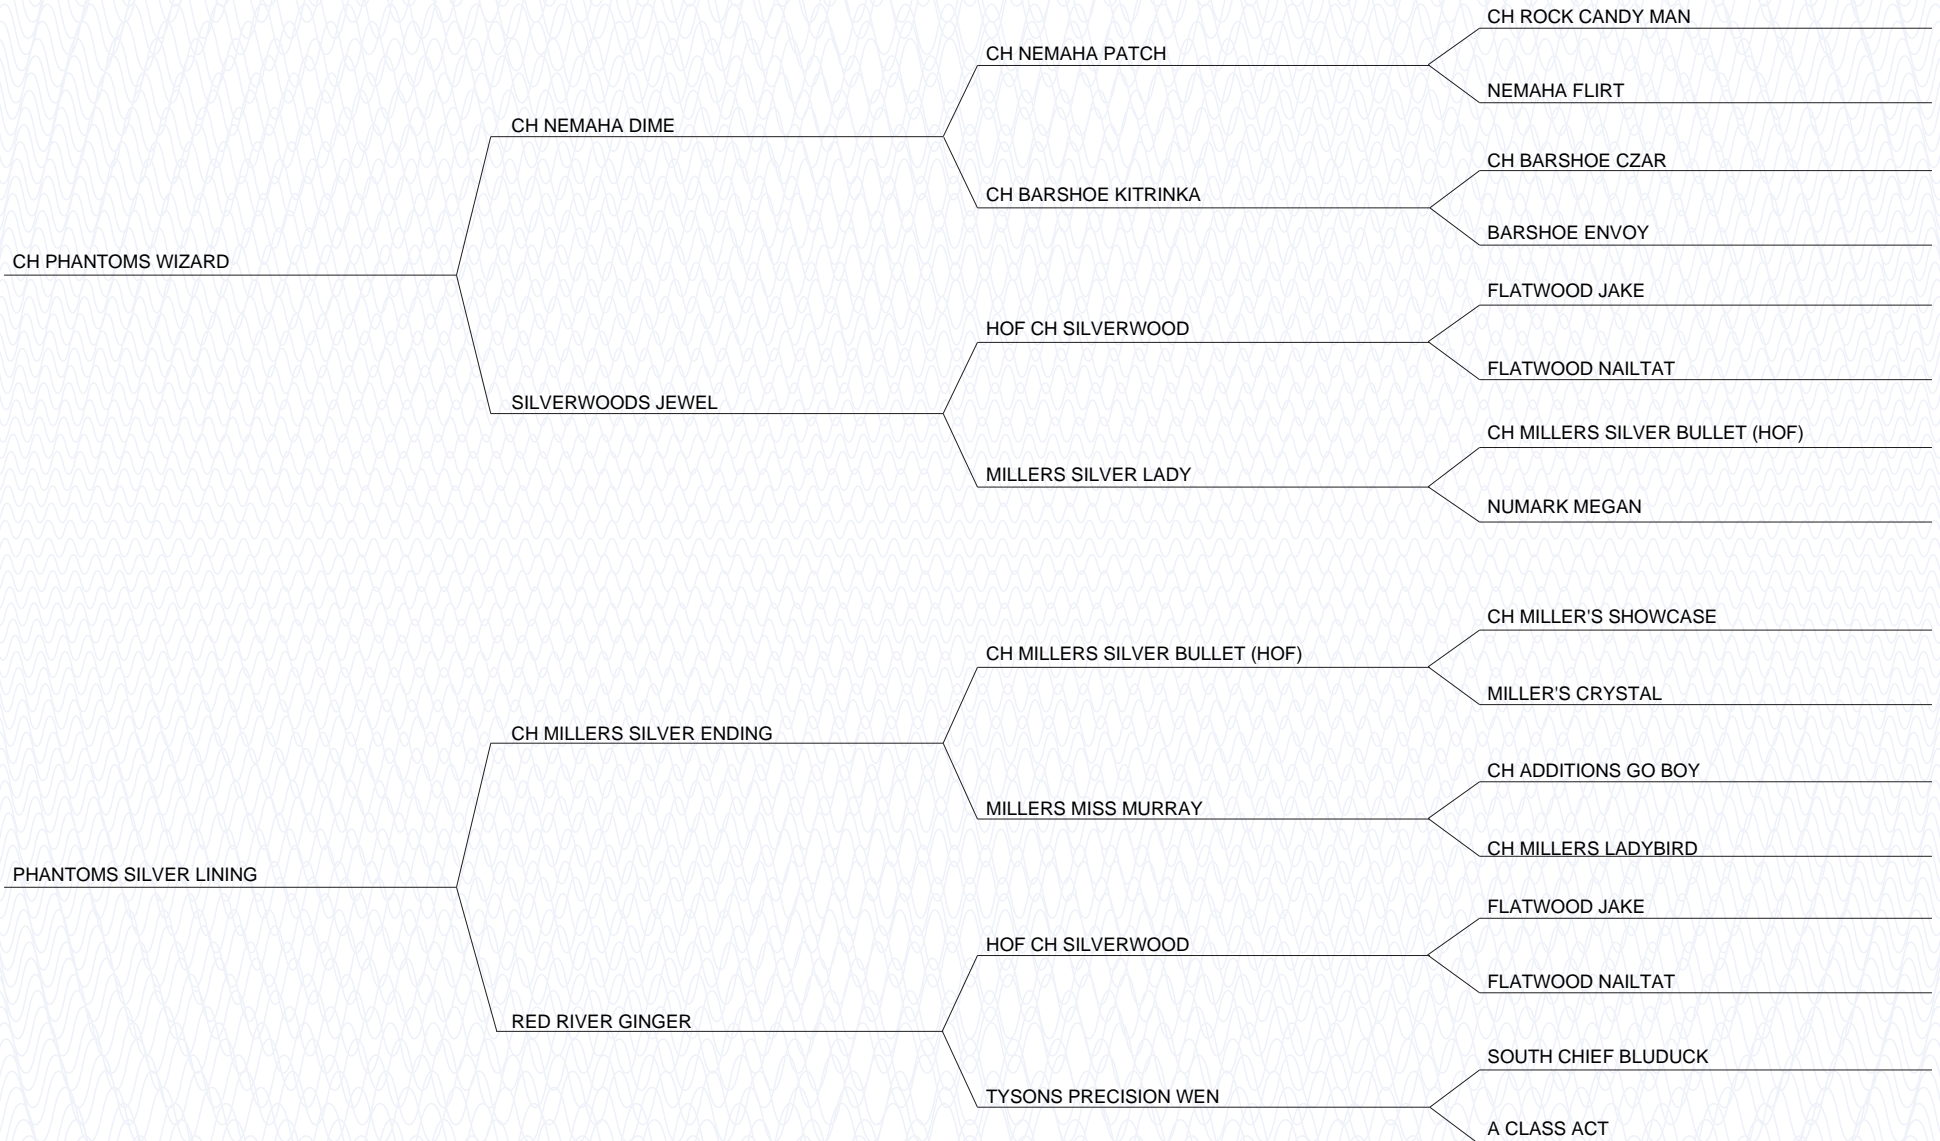 CH ROCK CANDY MAN
CH NEMAHA PATCH
NEMAHA FLIRT
CH NEMAHA DIME
CH BARSHOE CZAR
CH BARSHOE KITRINKA
BARSHOE ENVOY
CH PHANTOMS WIZARD
FLATWOOD JAKE
HOF CH SILVERWOOD
FLATWOOD NAILTAT
SILVERWOODS JEWEL
CH MILLERS SILVER BULLET (HOF)
MILLERS SILVER LADY
NUMARK MEGAN
CH MILLER'S SHOWCASE
CH MILLERS SILVER BULLET (HOF)
MILLER'S CRYSTAL
CH MILLERS SILVER ENDING
CH ADDITIONS GO BOY
MILLERS MISS MURRAY
CH MILLERS LADYBIRD
PHANTOMS SILVER LINING
FLATWOOD JAKE
HOF CH SILVERWOOD
FLATWOOD NAILTAT
RED RIVER GINGER
SOUTH CHIEF BLUDUCK
TYSONS PRECISION WEN
A CLASS ACT